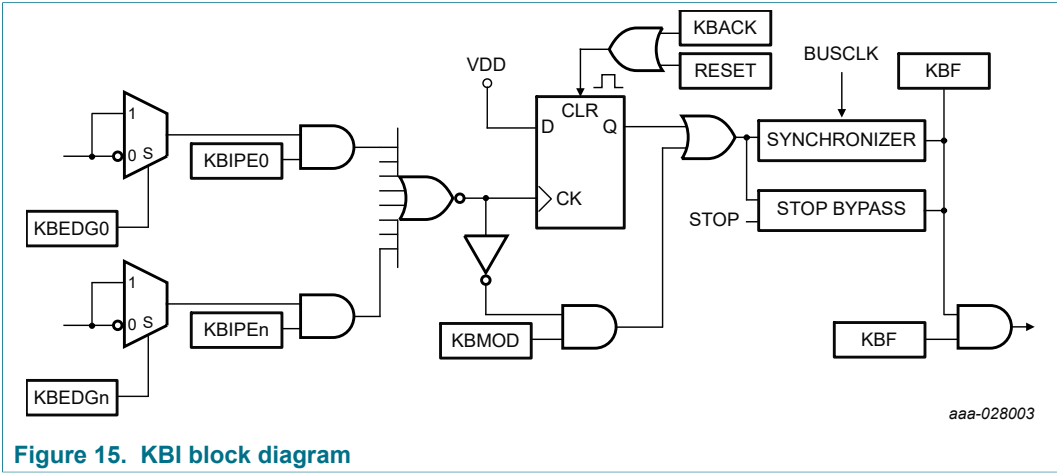 KBACK
RESET
VDD
BUSCLK
KBF
CLR
D
Q
CK
1
0
S
KBIPE0
KBEDG0
SYNCHRONIZER
STOP
STOP BYPASS
1
0
S
KBIPEn
KBEDGn
KBMOD
KBF
aaa-028003
Figure 15. KBI block diagram